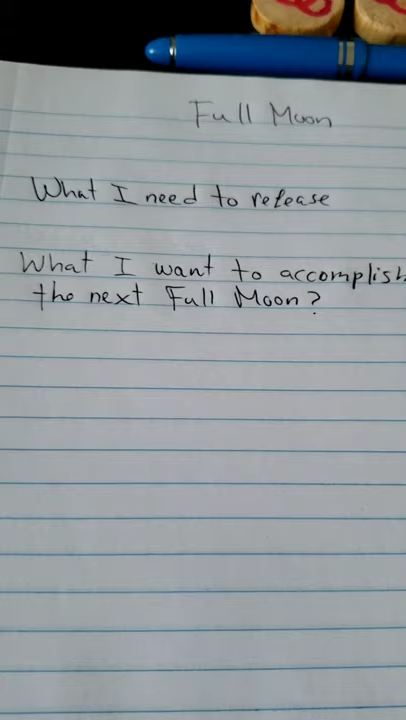 Full Moon
What I need to release
What I want to accomplish
the next Full Moon?